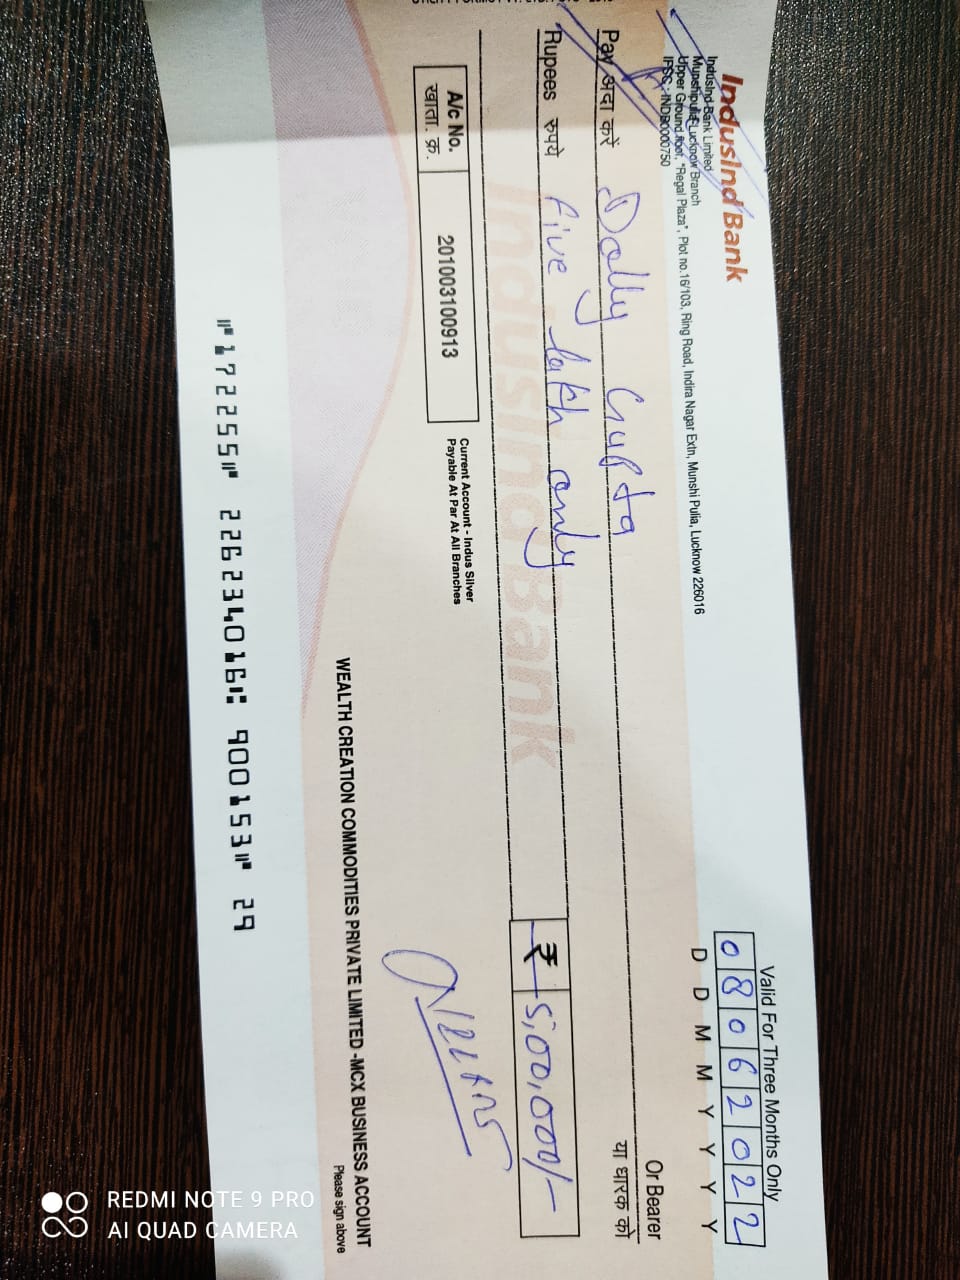 IndusInd Bank
IndusInd Bank Limited
Munshipulia-Lucknow Branch
Upper Ground floor, "Regal Plaza", Plot no.16/103, Ring Road, Indira Nagar Extn, Munshi Pulia, Lucknow 226016
IFSC : INDB0000750
Valid For Three Months Only
0 8 0 6 2 0 2 2
D D M M Y Y Y Y
Pay अदा करें Dolly Gupta
Or Bearer
या धारक को
Rupees रुपये five lakh only
₹ 5,00,000/-
IndusInd Bank
A/c No.
खाता. क्र.
201003100913
Current Account - Indus Silver
Payable At Par At All Branches
WEALTH CREATION COMMODITIES PRIVATE LIMITED -MCX BUSINESS ACCOUNT
Please sign above
⑈172255⑈ 226234016⑆ 900153⑈ 29
REDMI NOTE 9 PRO
AI QUAD CAMERA